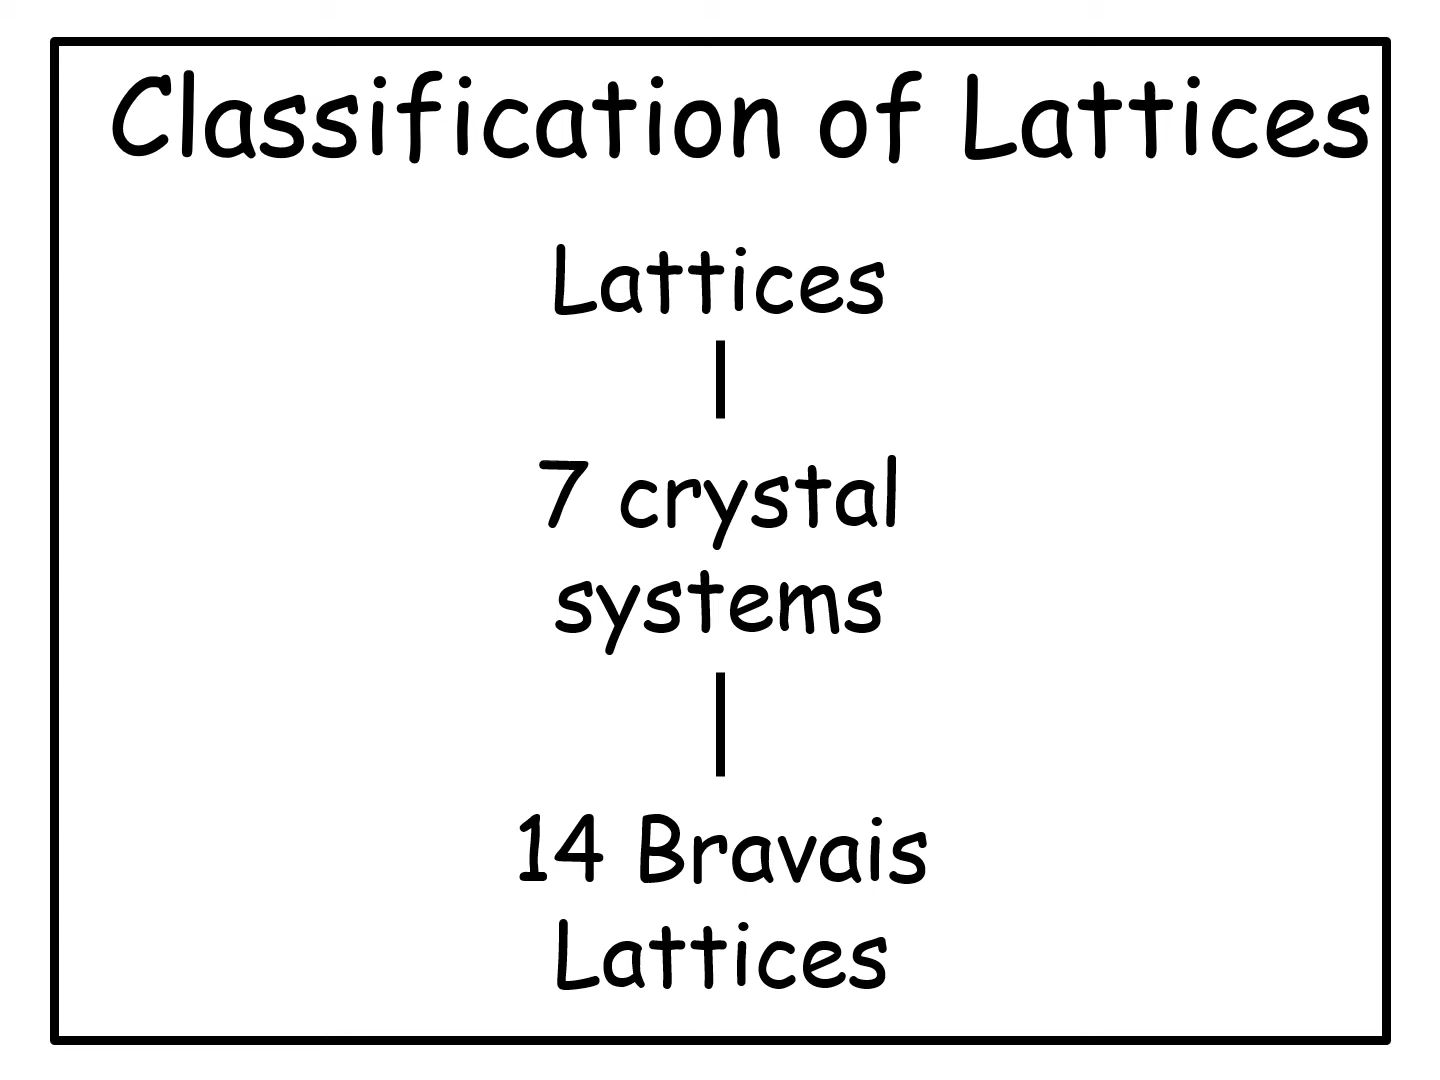 Classification of Lattices
Lattices
7 crystal
systems
14 Bravais
Lattices